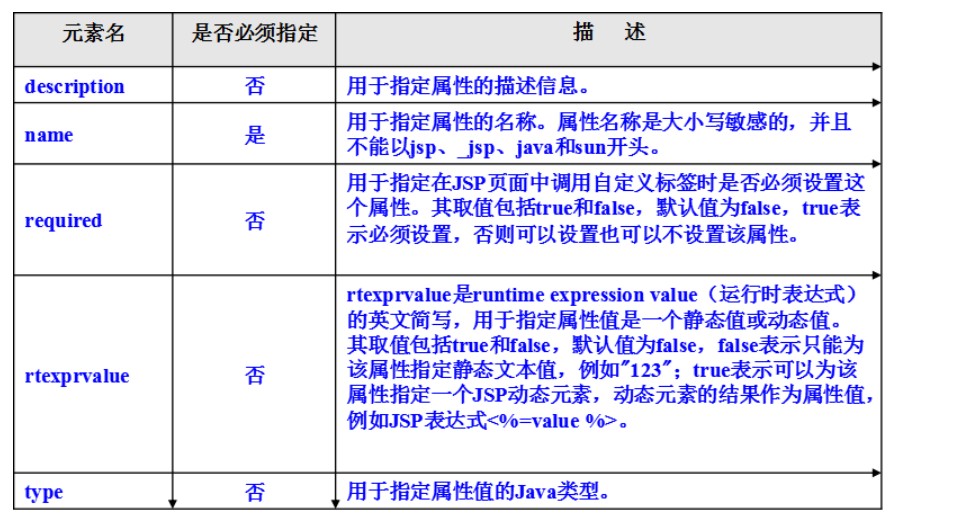 元素名 是否必须指定 描 述
description 否 用于指定属性的描述信息。
name 是 用于指定属性的名称。属性名称是大小写敏感的，并且
不能以jsp、_jsp、java和sun开头。
required 否 用于指定在JSP页面中调用自定义标签时是否必须设置这
个属性。其取值包括true和false，默认值为false，true表
示必须设置，否则可以设置也可以不设置该属性。
rtexprvalue 否 rtexprvalue是runtime expression value（运行时表达式）
的英文简写，用于指定属性值是一个静态值或动态值。
其取值包括true和false，默认值为false，false表示只能为
该属性指定静态文本值，例如"123"；true表示可以为该
属性指定一个JSP动态元素，动态元素的结果作为属性值，
例如JSP表达式<%=value %>。
type 否 用于指定属性值的Java类型。